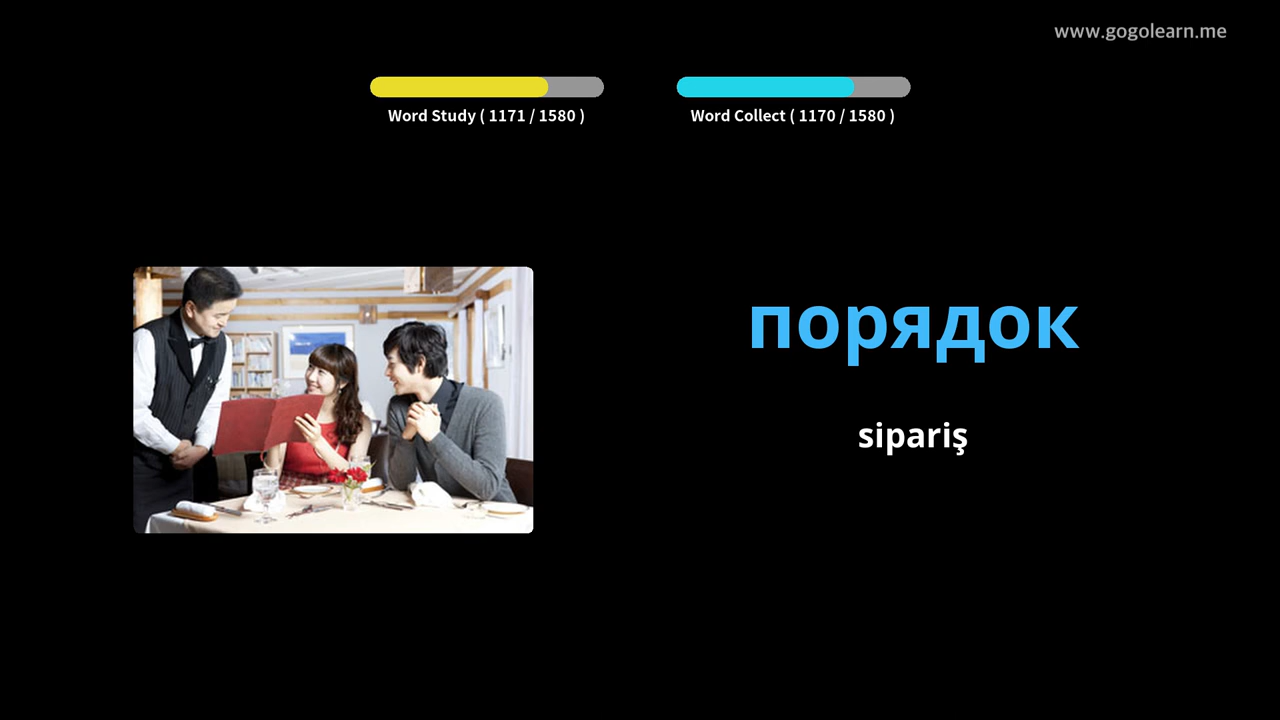 www.gogolearn.me
Word Study ( 1171 / 1580 )
Word Collect ( 1170 / 1580 )
порядок
sipariş